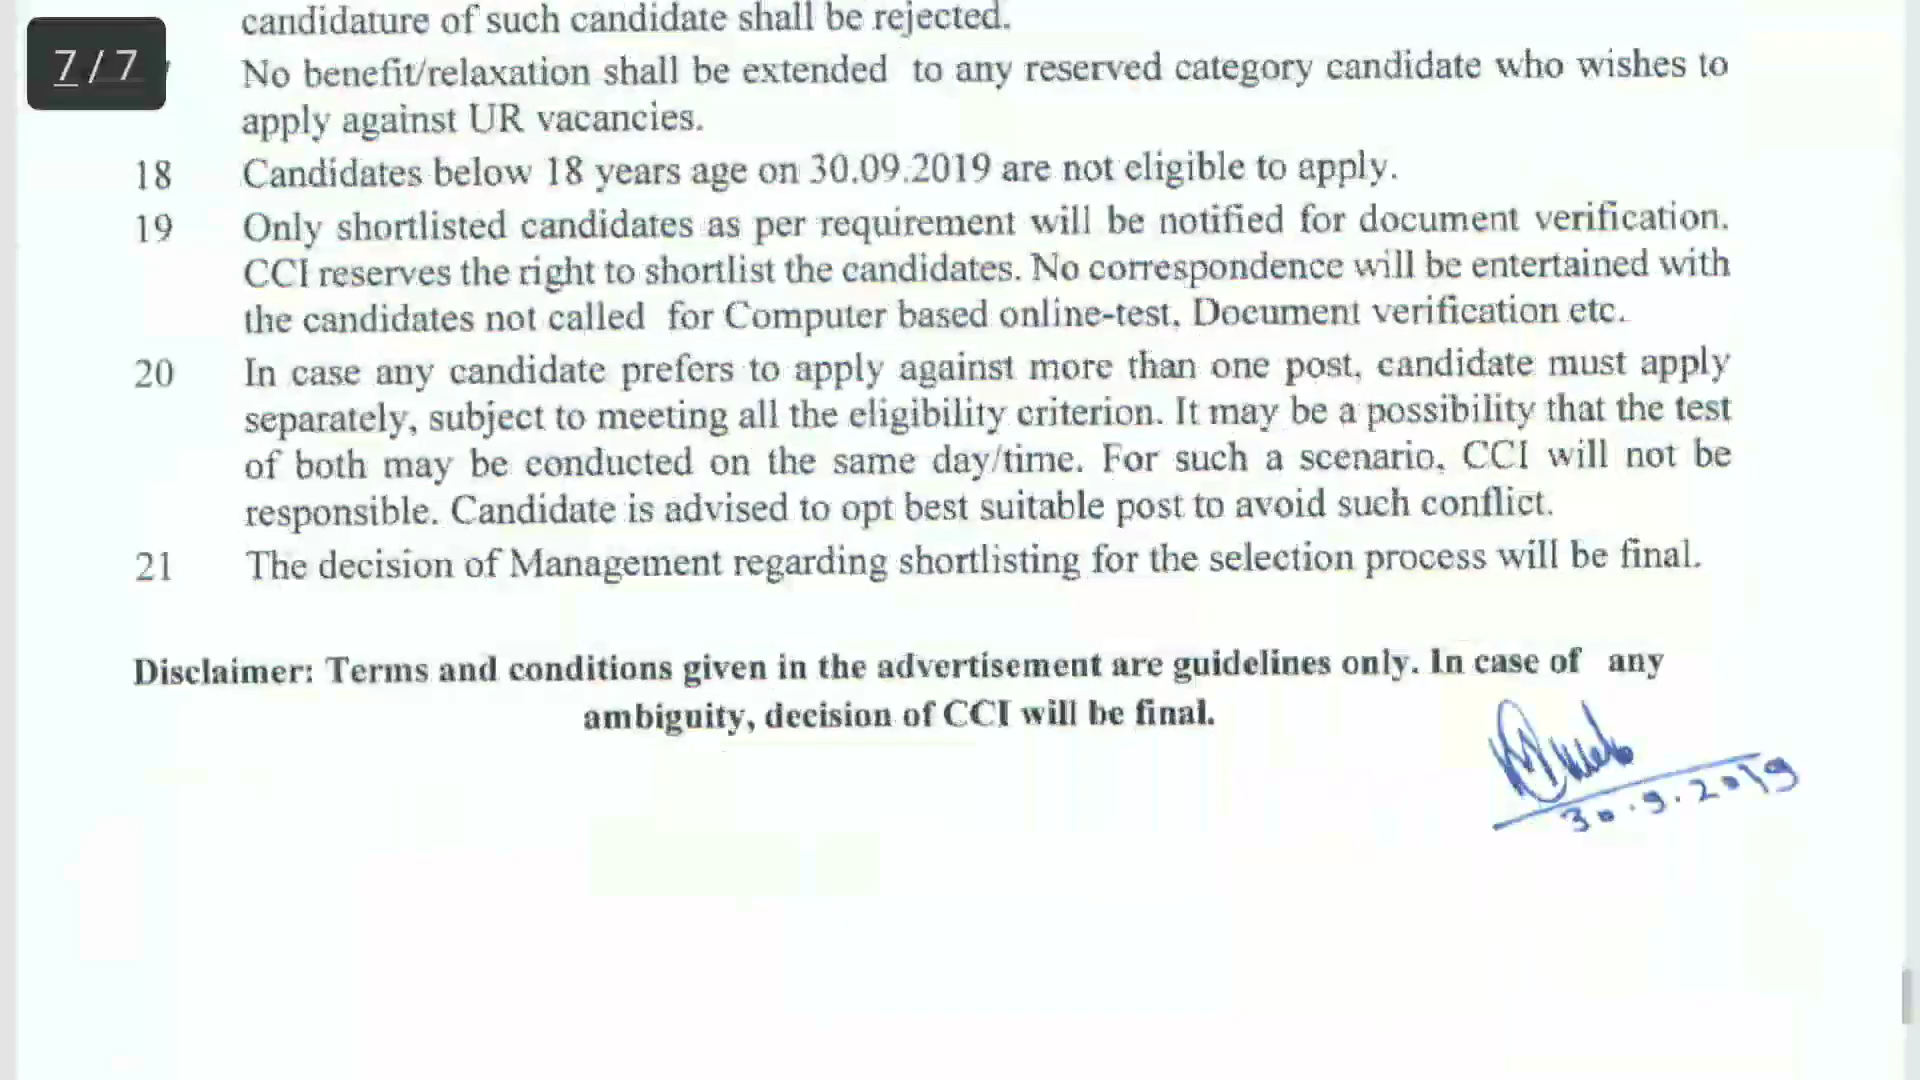 candidature of such candidate shall be rejected.
7/7
No benefit/relaxation shall be extended to any reserved category candidate who wishes to
apply against UR vacancies.
18 Candidates below 18 years age on 30.09.2019 are not eligible to apply.
19 Only shortlisted candidates as per requirement will be notified for document verification.
CCI reserves the right to shortlist the candidates. No correspondence will be entertained with
the candidates not called for Computer based online-test, Document verification etc.
20 In case any candidate prefers to apply against more than one post, candidate must apply
separately, subject to meeting all the eligibility criterion. It may be a possibility that the test
of both may be conducted on the same day/time. For such a scenario, CCI will not be
responsible. Candidate is advised to opt best suitable post to avoid such conflict.
21 The decision of Management regarding shortlisting for the selection process will be final.
Disclaimer: Terms and conditions given in the advertisement are guidelines only. In case of any
ambiguity, decision of CCI will be final.
30.9.2019